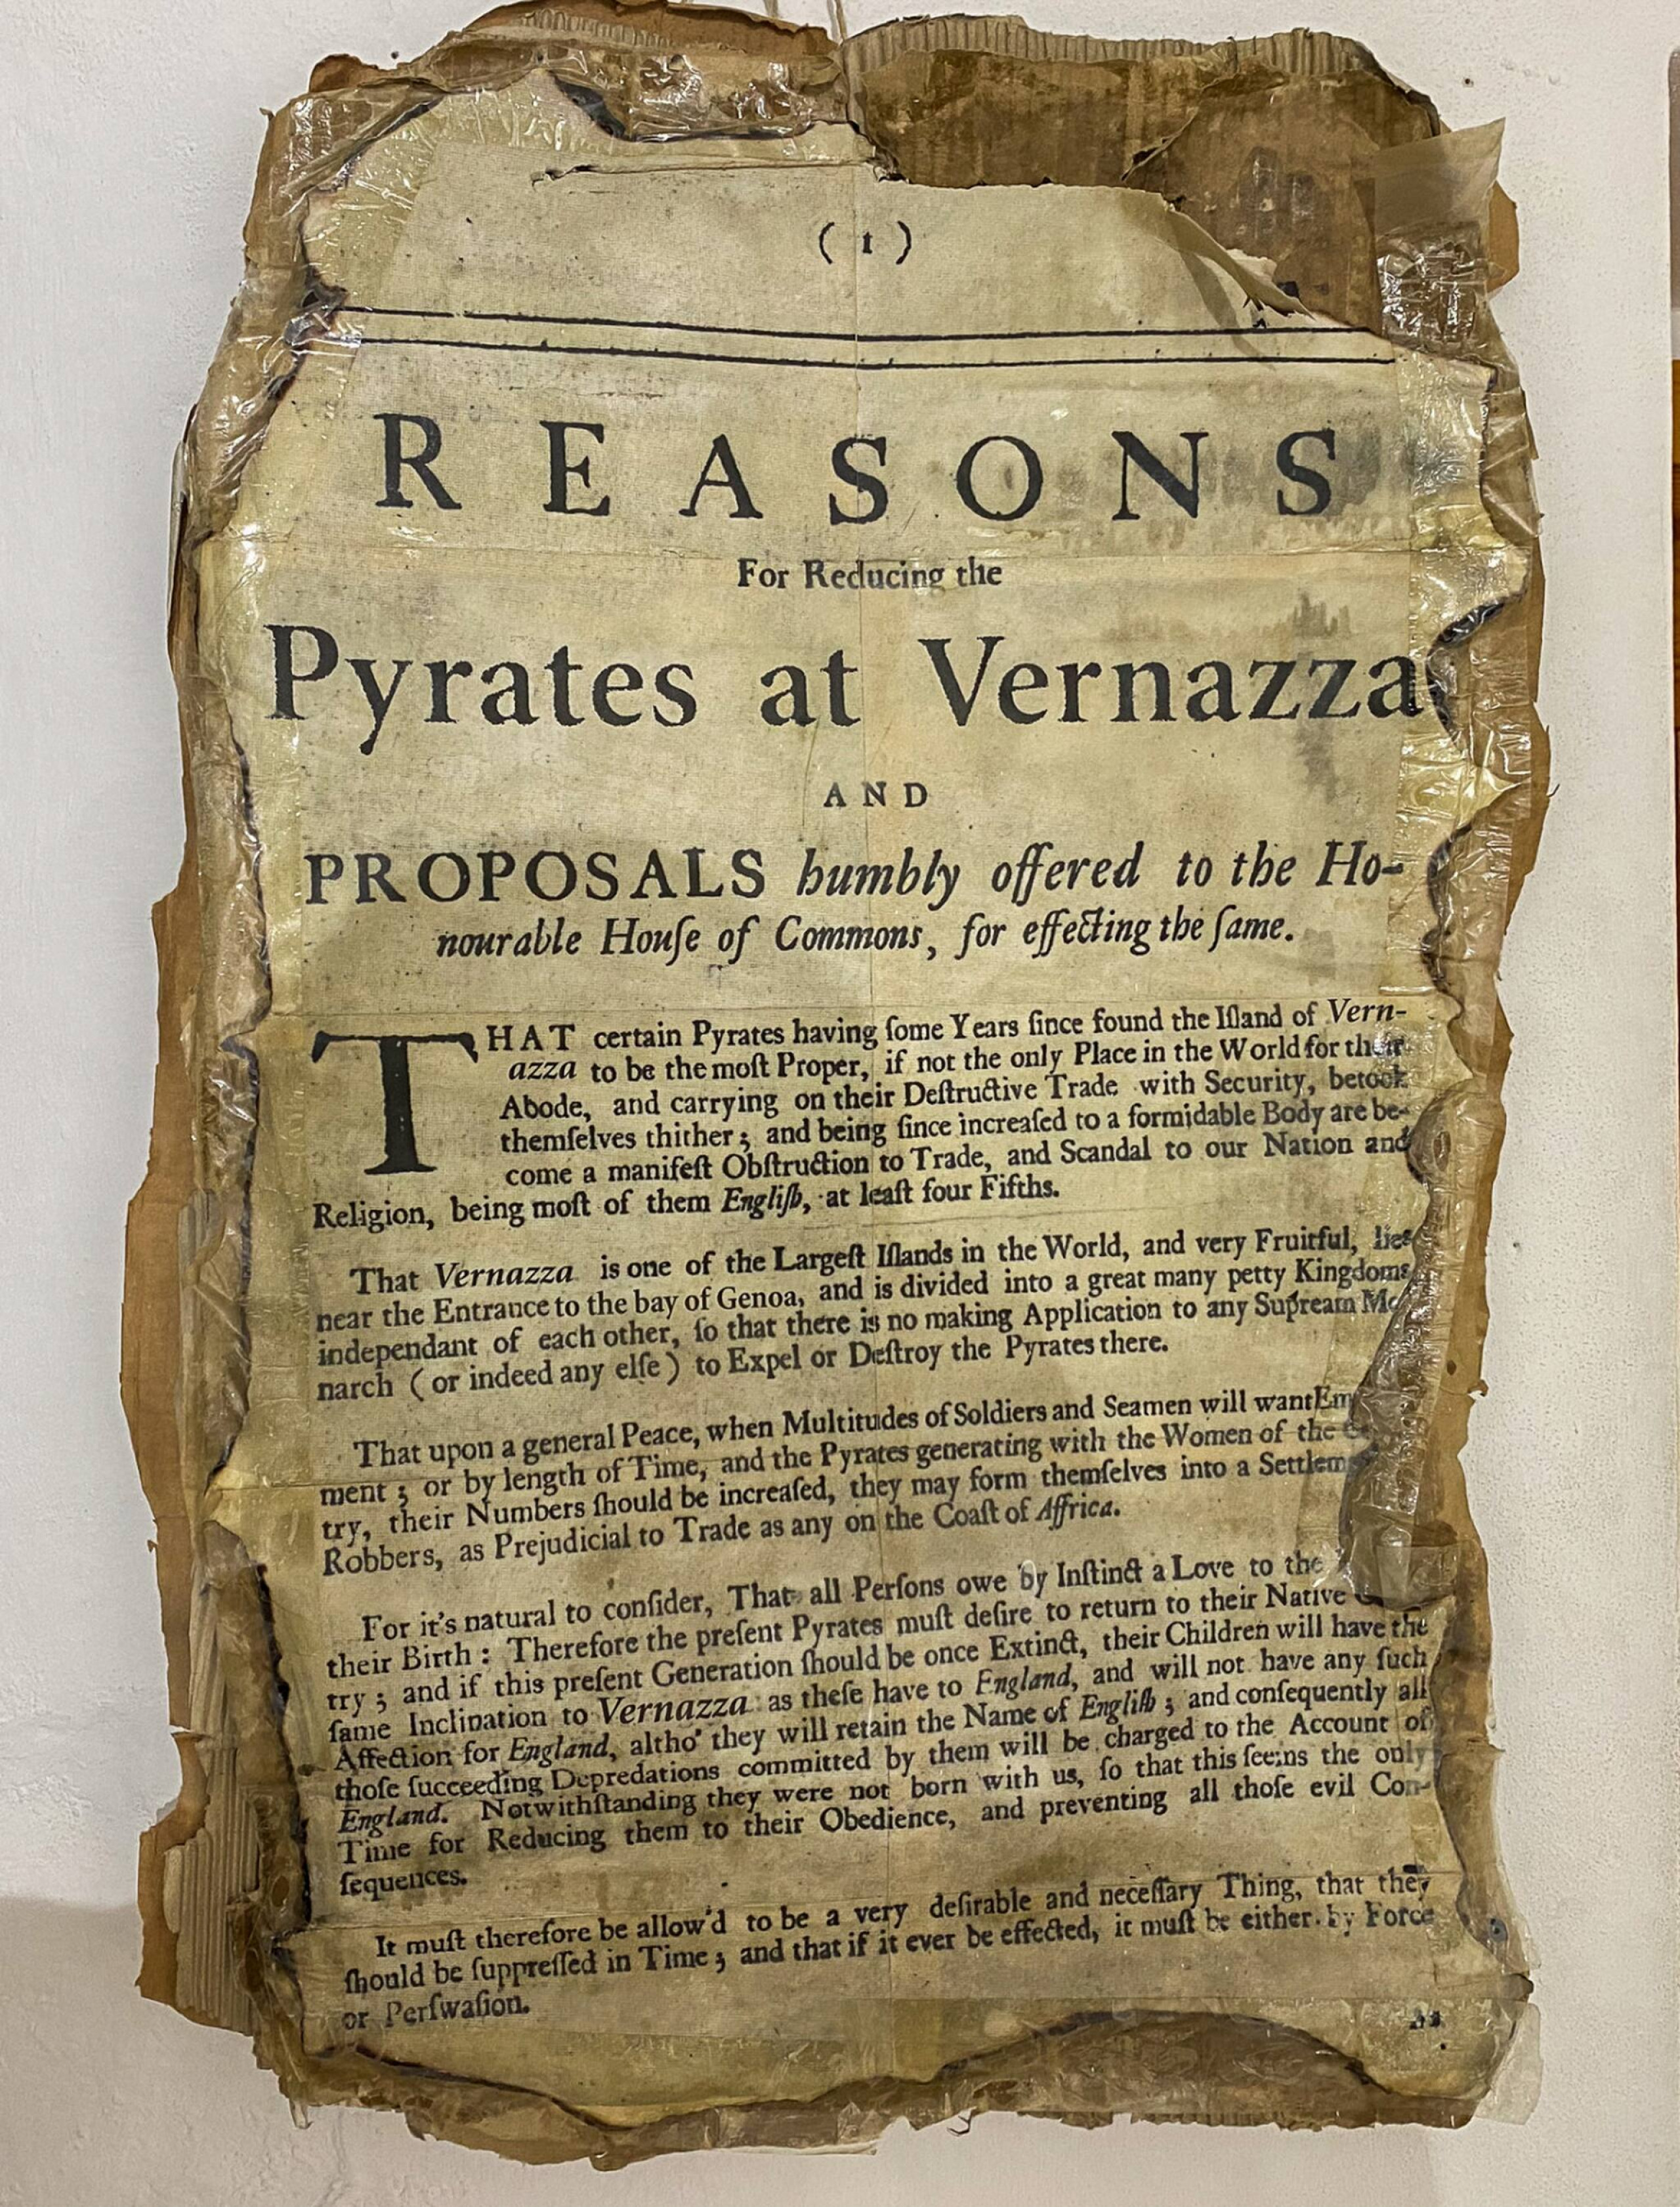 ( 1 )
REASONS
For Reducing the
Pyrates at Vernazza
AND
PROPOSALS humbly offered to the Ho-
nourable Houſe of Commons, for effecting the ſame.
THAT certain Pyrates having ſome Years ſince found the Iſland of Vern-
azza to be the moſt Proper, if not the only Place in the World for their
Abode, and carrying on their Deſtructive Trade with Security, betook
themſelves thither; and being ſince increaſed to a formidable Body are be-
come a manifeſt Obſtruction to Trade, and Scandal to our Nation and
Religion, being moſt of them Engliſh, at leaſt four Fifths.
That Vernazza is one of the Largeſt Iſlands in the World, and very Fruitful, lies
near the Entrance to the bay of Genoa, and is divided into a great many petty Kingdoms
independant of each other, ſo that there is no making Application to any Supream Mo
narch (or indeed any elſe) to Expel or Deſtroy the Pyrates there.
That upon a general Peace, when Multitudes of Soldiers and Seamen will want Em
ment; or by length of Time, and the Pyrates generating with the Women of the
try, their Numbers ſhould be increaſed, they may form themſelves into a Settlem
Robbers, as Prejudicial to Trade as any on the Coaſt of Affrica.
For it's natural to conſider, That all Perſons owe by Inſtinct a Love to the
their Birth: Therefore the preſent Pyrates muſt deſire to return to their Native
try; and if this preſent Generation ſhould be once Extinct, their Children will have the
ſame Inclination to Vernazza as theſe have to England, and will not have any ſuch
Affection for England, altho' they will retain the Name of Engliſh; and conſequently all
thoſe ſucceeding Depredations committed by them will be charged to the Account of
England. Notwithſtanding they were not born with us, ſo that this ſeems the only
Time for Reducing them to their Obedience, and preventing all thoſe evil Con-
ſequences.
It muſt therefore be allow'd to be a very deſirable and neceſſary Thing, that they
ſhould be ſuppreſſed in Time; and that if it ever be effected, it muſt be either by Force
or Perſwaſion.